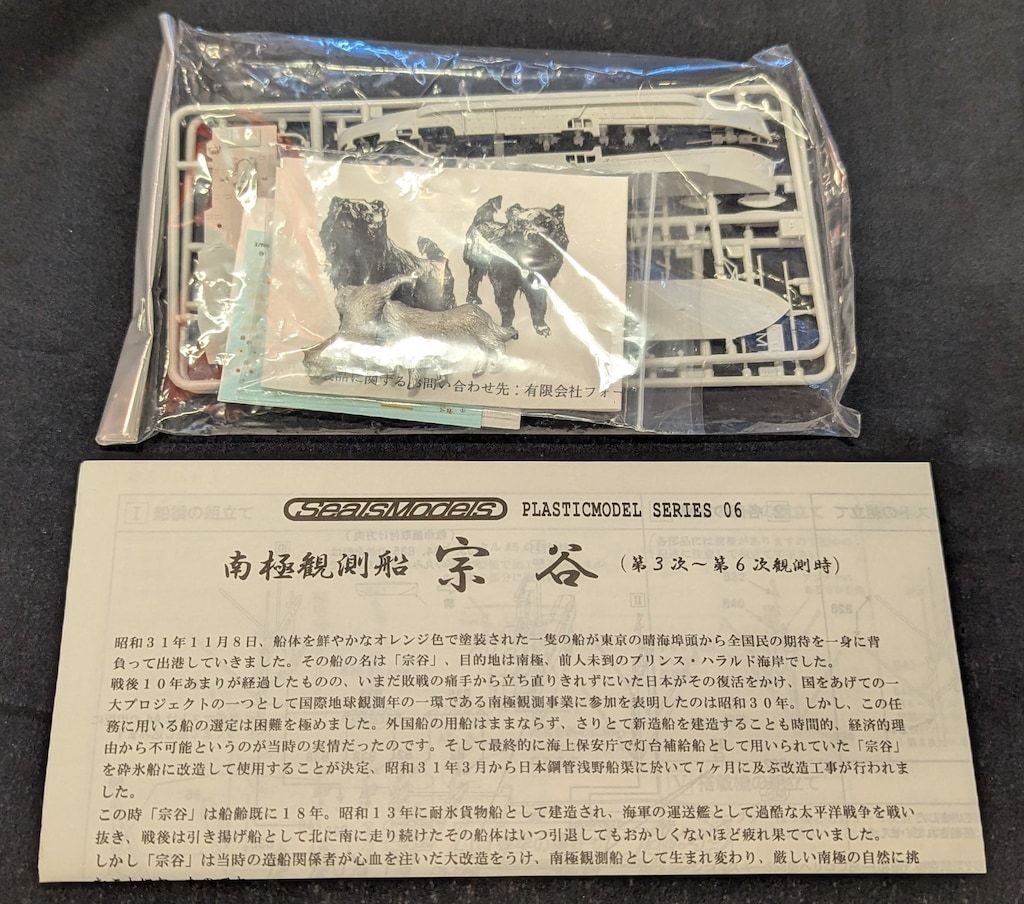 品に関するお問い合わせ先：有限会社フォー
SealsModels PLASTICMODEL SERIES 06
南極観測船 宗谷 (第3次～第6次観測時)
昭和31年11月8日、船体を鮮やかなオレンジ色で塗装された一隻の船が東京の晴海埠頭から全国民の期待を一身に背
負って出港していきました。その船の名は「宗谷」、目的地は南極、前人未到のプリンス・ハラルド海岸でした。
戦後10年あまりが経過したものの、いまだ敗戦の痛手から立ち直りきれずにいた日本がその復活をかけ、国をあげての一
大プロジェクトの一つとして国際地球観測年の一環である南極観測事業に参加を表明したのは昭和30年。しかし、この任
務に用いる船の選定は困難を極めました。外国船の用船はままならず、さりとて新造船を建造することも時間的、経済的理
由から不可能というのが当時の実情だったのです。そして最終的に海上保安庁で灯台補給船として用いられていた「宗谷」
を砕氷船に改造して使用することが決定、昭和31年3月から日本鋼管浅野船渠に於いて7ヶ月に及ぶ改造工事が行われま
した。
この時「宗谷」は船齢既に18年。昭和13年に耐氷貨物船として建造され、海軍の運送艦として過酷な太平洋戦争を戦い
抜き、戦後は引き揚げ船として北に南に走り続けたその船体はいつ引退してもおかしくないほど疲れ果てていました。
しかし「宗谷」は当時の造船関係者が心血を注いだ大改造をうけ、南極観測船として生まれ変わり、厳しい南極の自然に挑